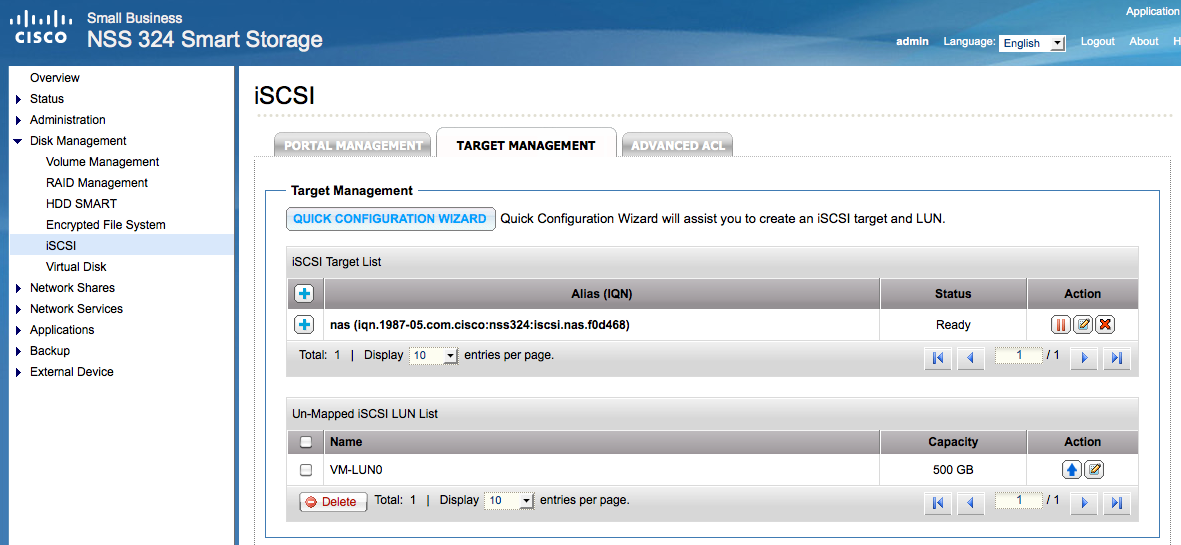 Small Business
CISCO
NSS 324 Smart Storage
Application
admin Language: English Logout About H
Overview
Status
Administration
Disk Management
Volume Management
RAID Management
HDD SMART
Encrypted File System
iSCSI
Virtual Disk
Network Shares
Network Services
Applications
Backup
External Device
iSCSI
PORTAL MANAGEMENT TARGET MANAGEMENT ADVANCED ACL
Target Management
QUICK CONFIGURATION WIZARD Quick Configuration Wizard will assist you to create an iSCSI target and LUN.
iSCSI Target List
Alias (IQN) Status Action
nas (iqn.1987-05.com.cisco:nss324:iscsi.nas.f0d468) Ready
Total: 1 | Display 10 entries per page. 1 / 1
Un-Mapped iSCSI LUN List
Name Capacity Action
VM-LUN0 500 GB
Delete Total: 1 | Display 10 entries per page. 1 / 1